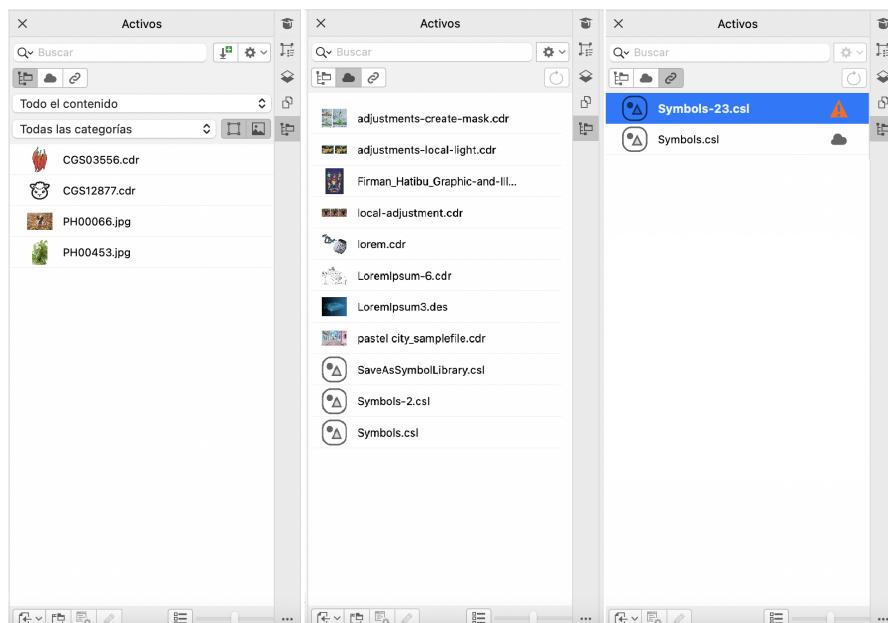 Activos
Buscar
Todo el contenido
Todas las categorías
CGS03556.cdr
CGS12877.cdr
PH00066.jpg
PH00453.jpg
Activos
Buscar
adjustments-create-mask.cdr
adjustments-local-light.cdr
Firman_Hatibu_Graphic-and-Ill...
local-adjustment.cdr
lorem.cdr
LoremIpsum-6.cdr
LoremIpsum3.des
pastel city_samplefile.cdr
SaveAsSymbolLibrary.csl
Symbols-2.csl
Symbols.csl
Activos
Buscar
Symbols-23.csl
Symbols.csl